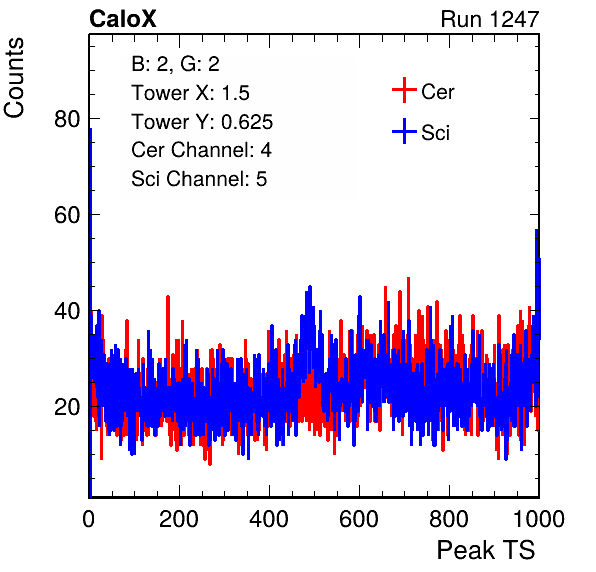 CaloX Run 1247
Counts
B: 2, G: 2
Tower X: 1.5
Tower Y: 0.625
Cer Channel: 4
Sci Channel: 5
Cer
Sci
80
60
40
20
0 200 400 600 800 1000
Peak TS